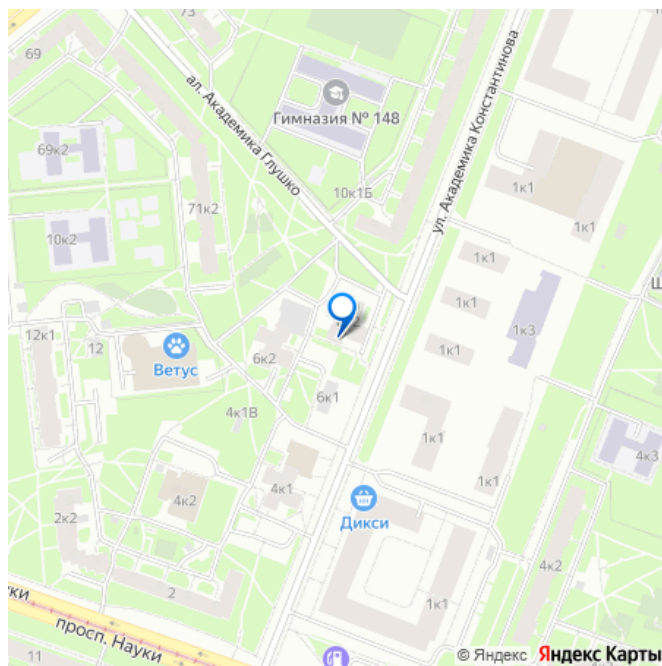 73
69
ал. Академика Глушко
Гимназия № 148
ул. Академика Константинова
69к2
10к1Б
1к1
1к1
71к2
10к2
1к1
1к1
1к3
12к1
12
Ветус
6к2
1к1
6к1
4к1В
1к1
4к3
4к1
1к1
4к2
Дикси
2к2
4к2
2
1к1
просп. Науки
11
© Яндекс Яндекс Карты